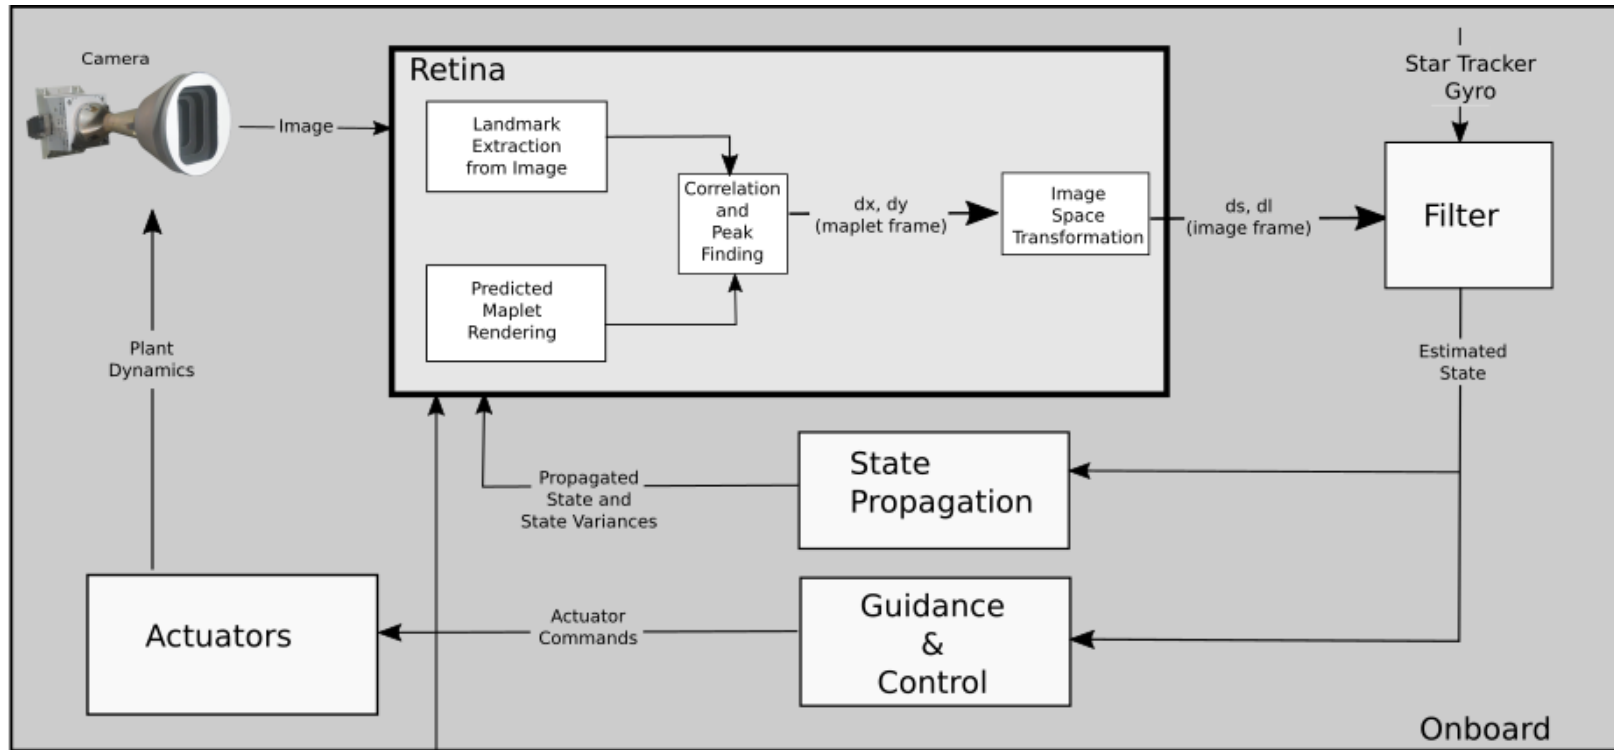 Camera
Image
Retina
Landmark
Extraction
from Image
Predicted
Maplet
Rendering
Correlation
and
Peak
Finding
dx, dy
(maplet frame)
Image
Space
Transformation
ds, dl
(image frame)
Star Tracker
Gyro
Filter
Estimated
State
State
Propagation
Propagated
State and
State Variances
Guidance
&
Control
Actuator
Commands
Actuators
Plant
Dynamics
Onboard